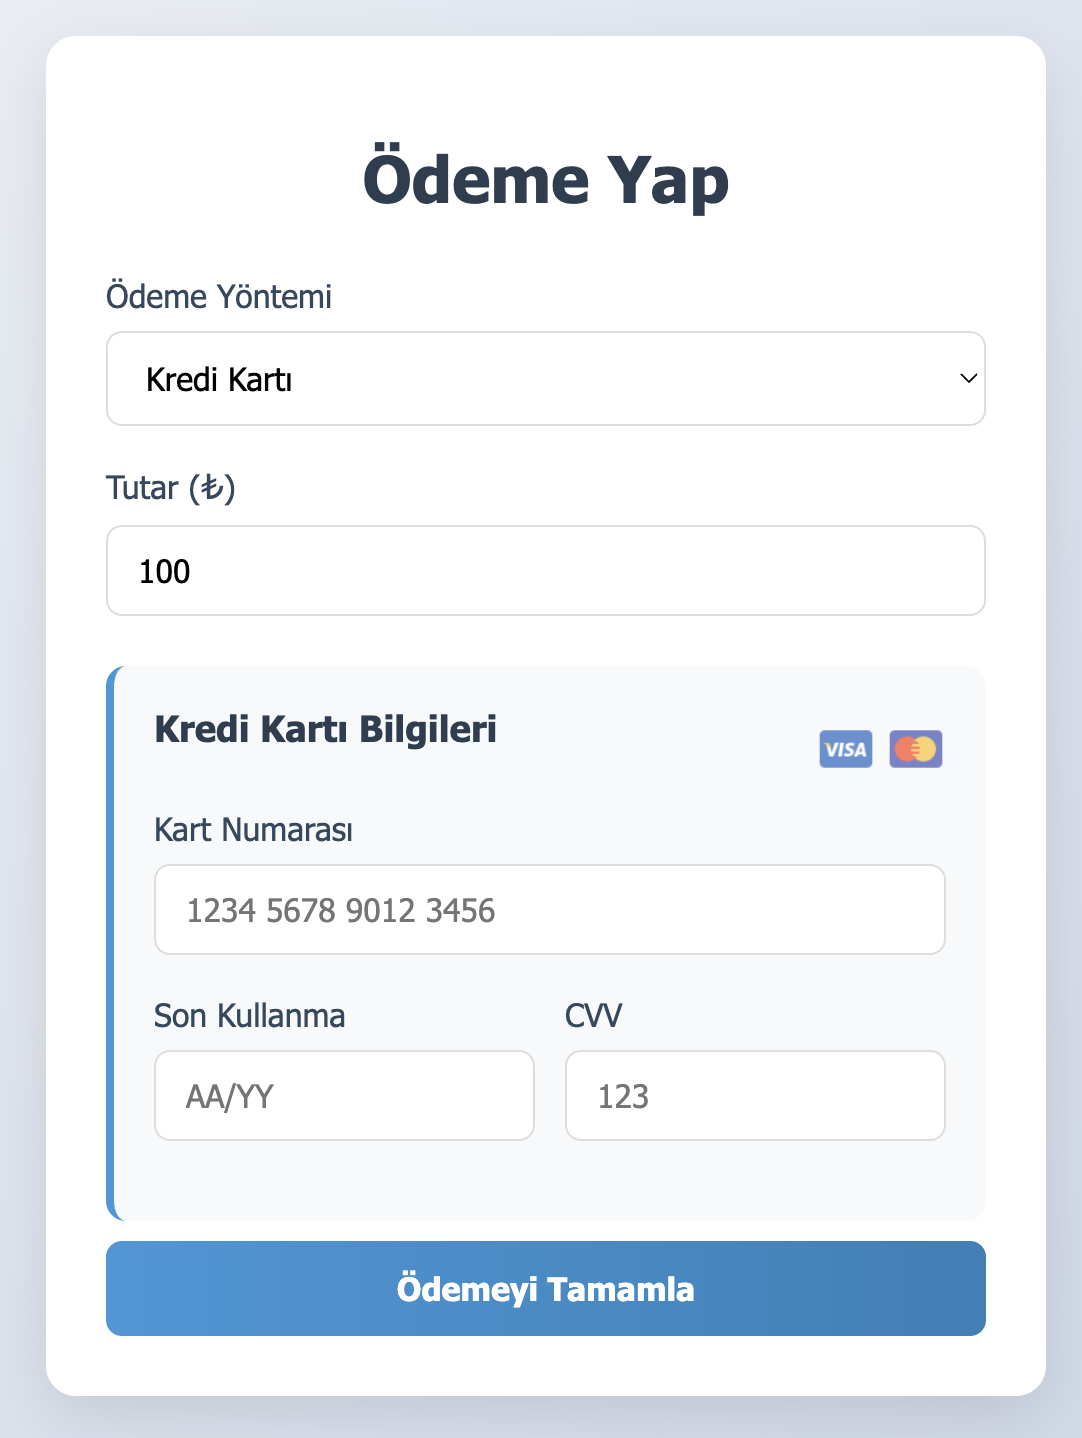 Ödeme Yap
Ödeme Yöntemi
Kredi Kartı
Tutar (₺)
100
Kredi Kartı Bilgileri
VISA
Kart Numarası
1234 5678 9012 3456
Son Kullanma CVV
AA/YY 123
Ödemeyi Tamamla